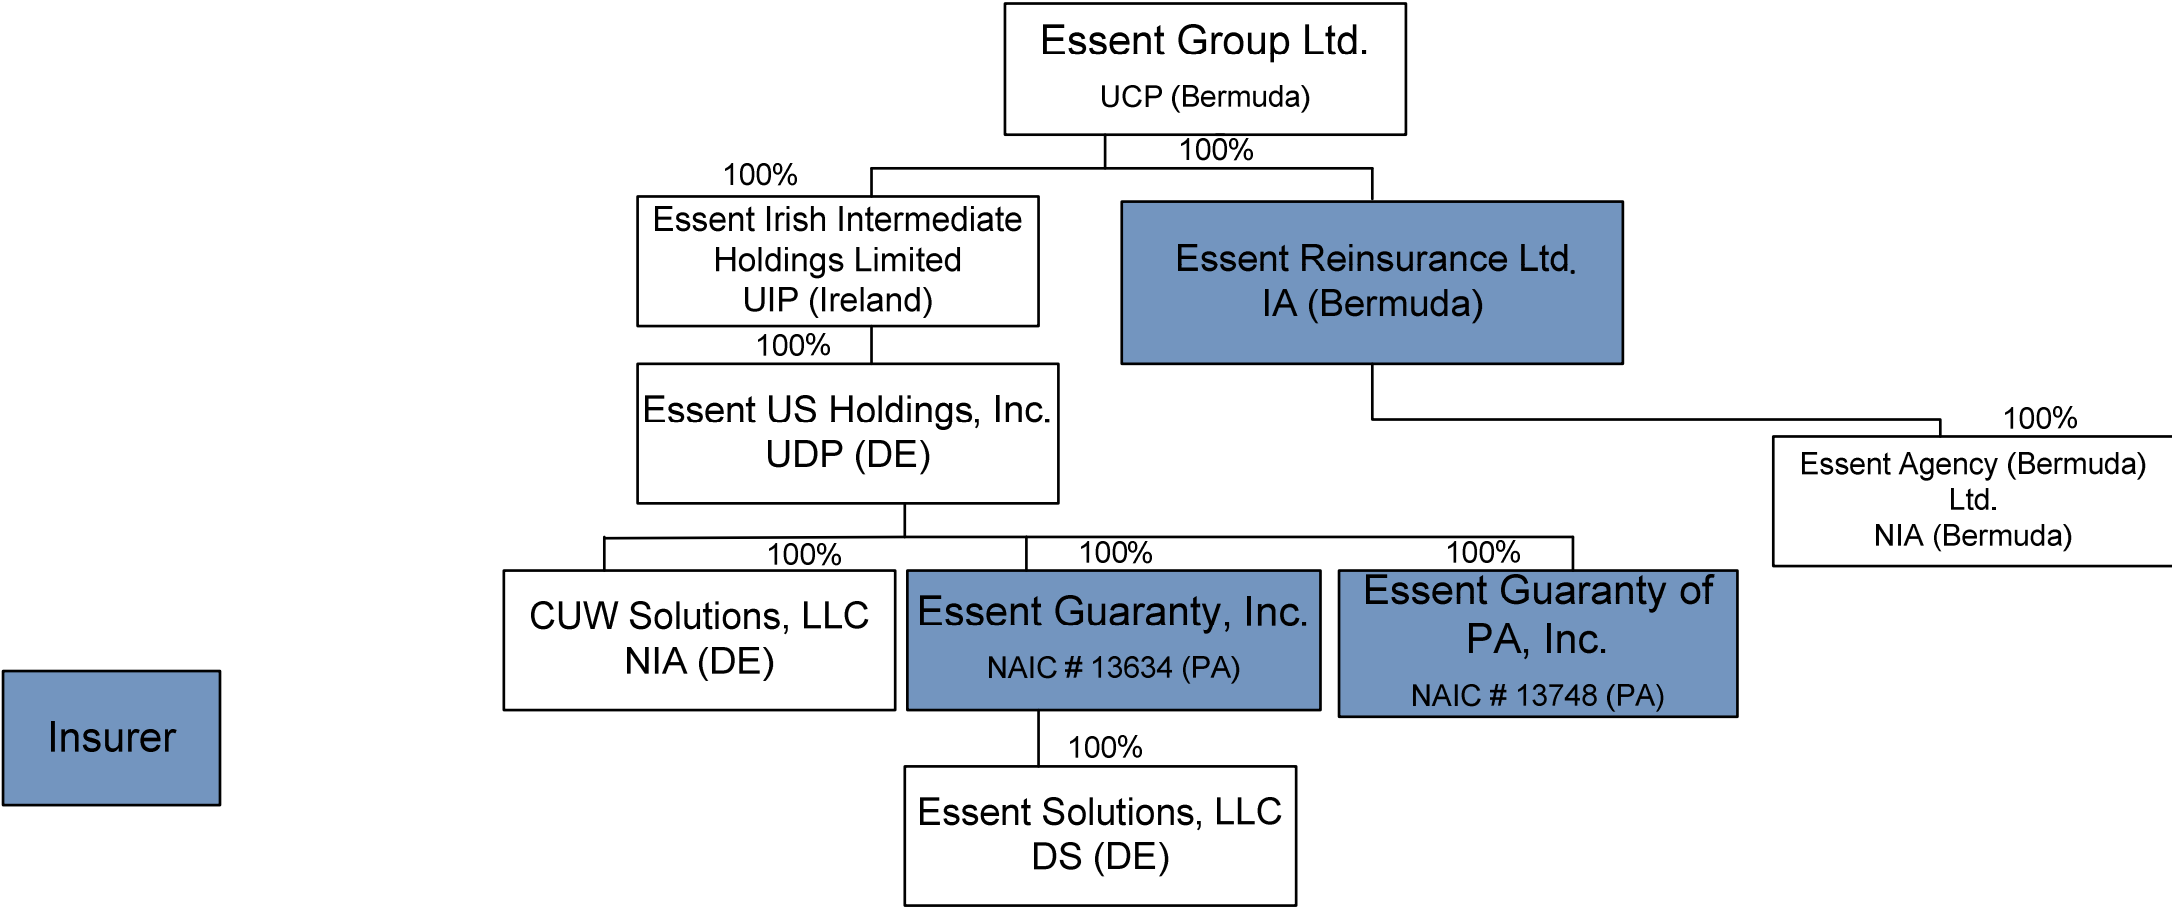 Essent Group Ltd.
UCP (Bermuda)
100%
100%
Essent Irish Intermediate
Holdings Limited
UIP (Ireland)
Essent Reinsurance Ltd.
IA (Bermuda)
100%
Essent US Holdings, Inc.
UDP (DE)
100%
Essent Agency (Bermuda)
Ltd.
NIA (Bermuda)
100%
100%
100%
CUW Solutions, LLC
NIA (DE)
Essent Guaranty, Inc.
NAIC # 13634 (PA)
Essent Guaranty of
PA, Inc.
NAIC # 13748 (PA)
Insurer
100%
Essent Solutions, LLC
DS (DE)